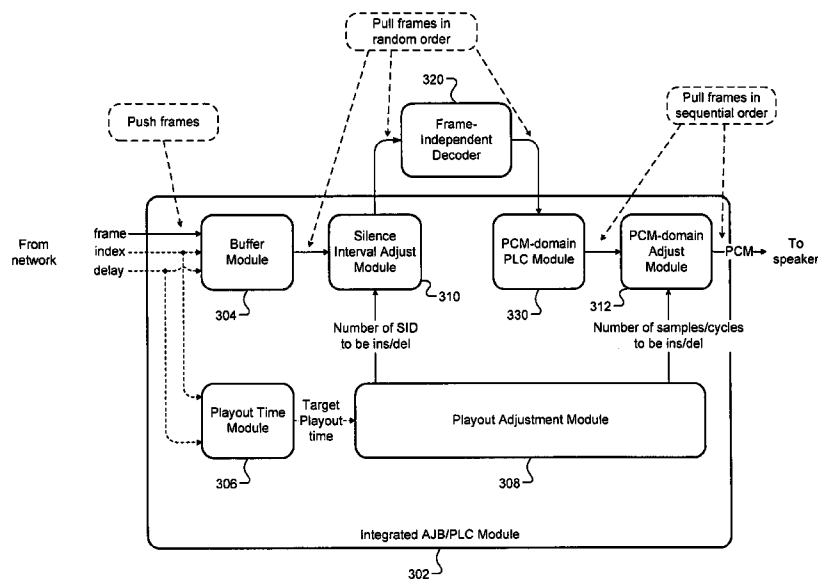 Pull frames in
random order
320
Pull frames in
sequential order
Push frames
Frame-
Independent
Decoder
From
network
frame
index
delay
Buffer
Module
304
Silence
Interval Adjust
Module
310
PCM-domain
PLC Module
330
PCM-domain
Adjust
Module
312
PCM
To
speaker
Number of SID
to be ins/del
Number of samples/cycles
to be ins/del
Playout Time
Module
306
Target
Playout
time
Playout Adjustment Module
308
Integrated AJB/PLC Module
302